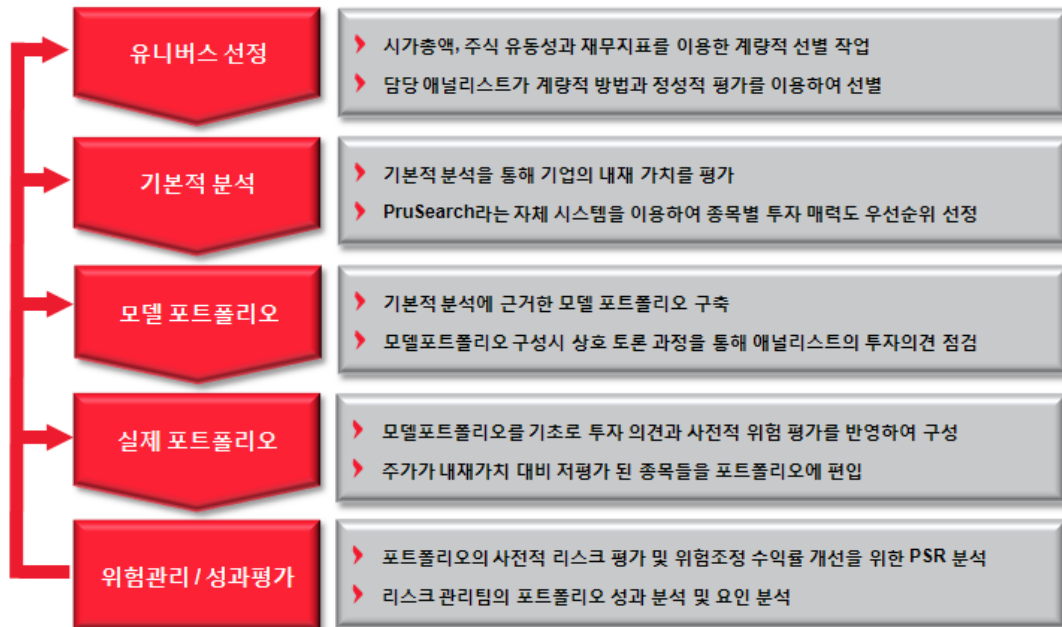 유니버스 선정
시가총액, 주식 유동성과 재무지표를 이용한 계량적 선별 작업
담당 애널리스트가 계량적 방법과 정성적 평가를 이용하여 선별
기본적 분석
기본적 분석을 통해 기업의 내재 가치를 평가
PruSearch라는 자체 시스템을 이용하여 종목별 투자 매력도 우선순위 선정
모델 포트폴리오
기본적 분석에 근거한 모델 포트폴리오 구축
모델포트폴리오 구성시 상호 토론 과정을 통해 애널리스트의 투자의견 점검
실제 포트폴리오
모델포트폴리오를 기초로 투자 의견과 사전적 위험 평가를 반영하여 구성
주가가 내재가치 대비 저평가 된 종목들을 포트폴리오에 편입
위험관리 / 성과평가
포트폴리오의 사전적 리스크 평가 및 위험조정 수익률 개선을 위한 PSR 분석
리스크 관리팀의 포트폴리오 성과 분석 및 요인 분석